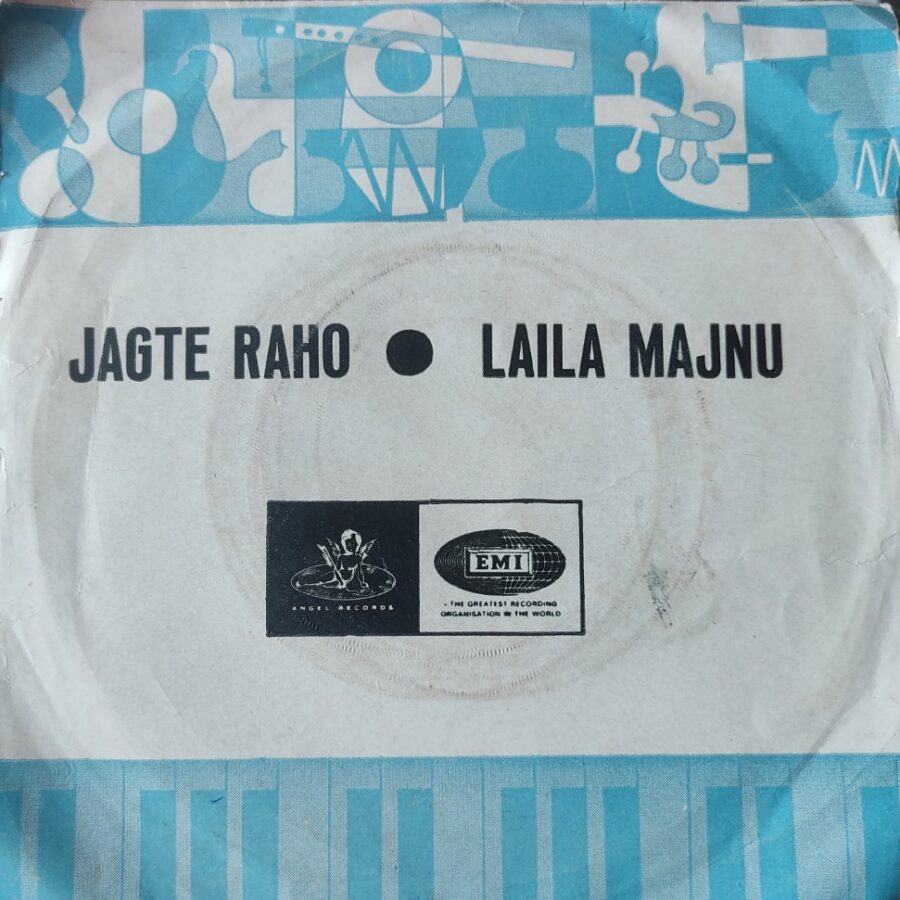 JAGTE RAHO ● LAILA MAJNU
ANGEL RECORDS
EMI
- THE GREATEST RECORDING
ORGANISATION IN THE WORLD